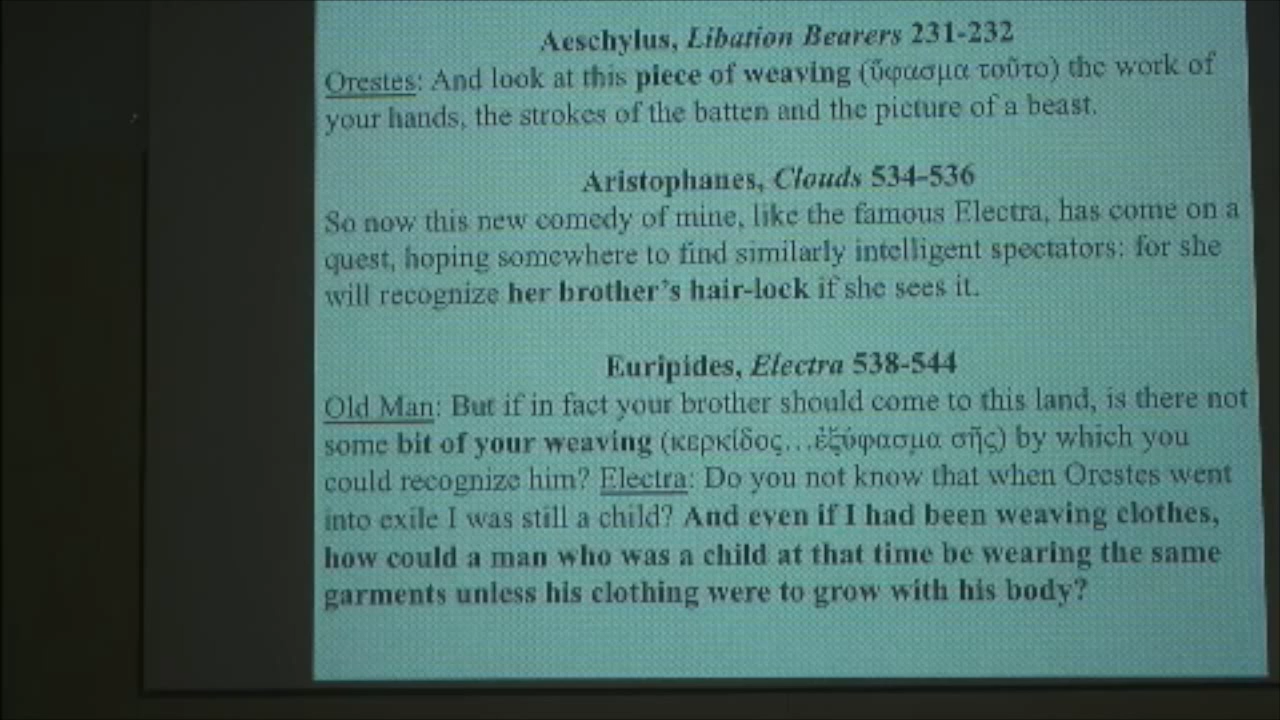 Aeschylus, Libation Bearers 231-232
Orestes: And look at this piece of weaving (ὕφασμα τοῦτο) the work of
your hands, the strokes of the batten and the picture of a beast.
Aristophanes, Clouds 534-536
So now this new comedy of mine, like the famous Electra, has come on a
quest, hoping somewhere to find similarly intelligent spectators: for she
will recognize her brother's hair-lock if she sees it.
Euripides, Electra 538-544
Old Man: But if in fact your brother should come to this land, is there not
some bit of your weaving (κερκίδος…ἐξύφασμα σῆς) by which you
could recognize him? Electra: Do you not know that when Orestes went
into exile I was still a child? And even if I had been weaving clothes,
how could a man who was a child at that time be wearing the same
garments unless his clothing were to grow with his body?